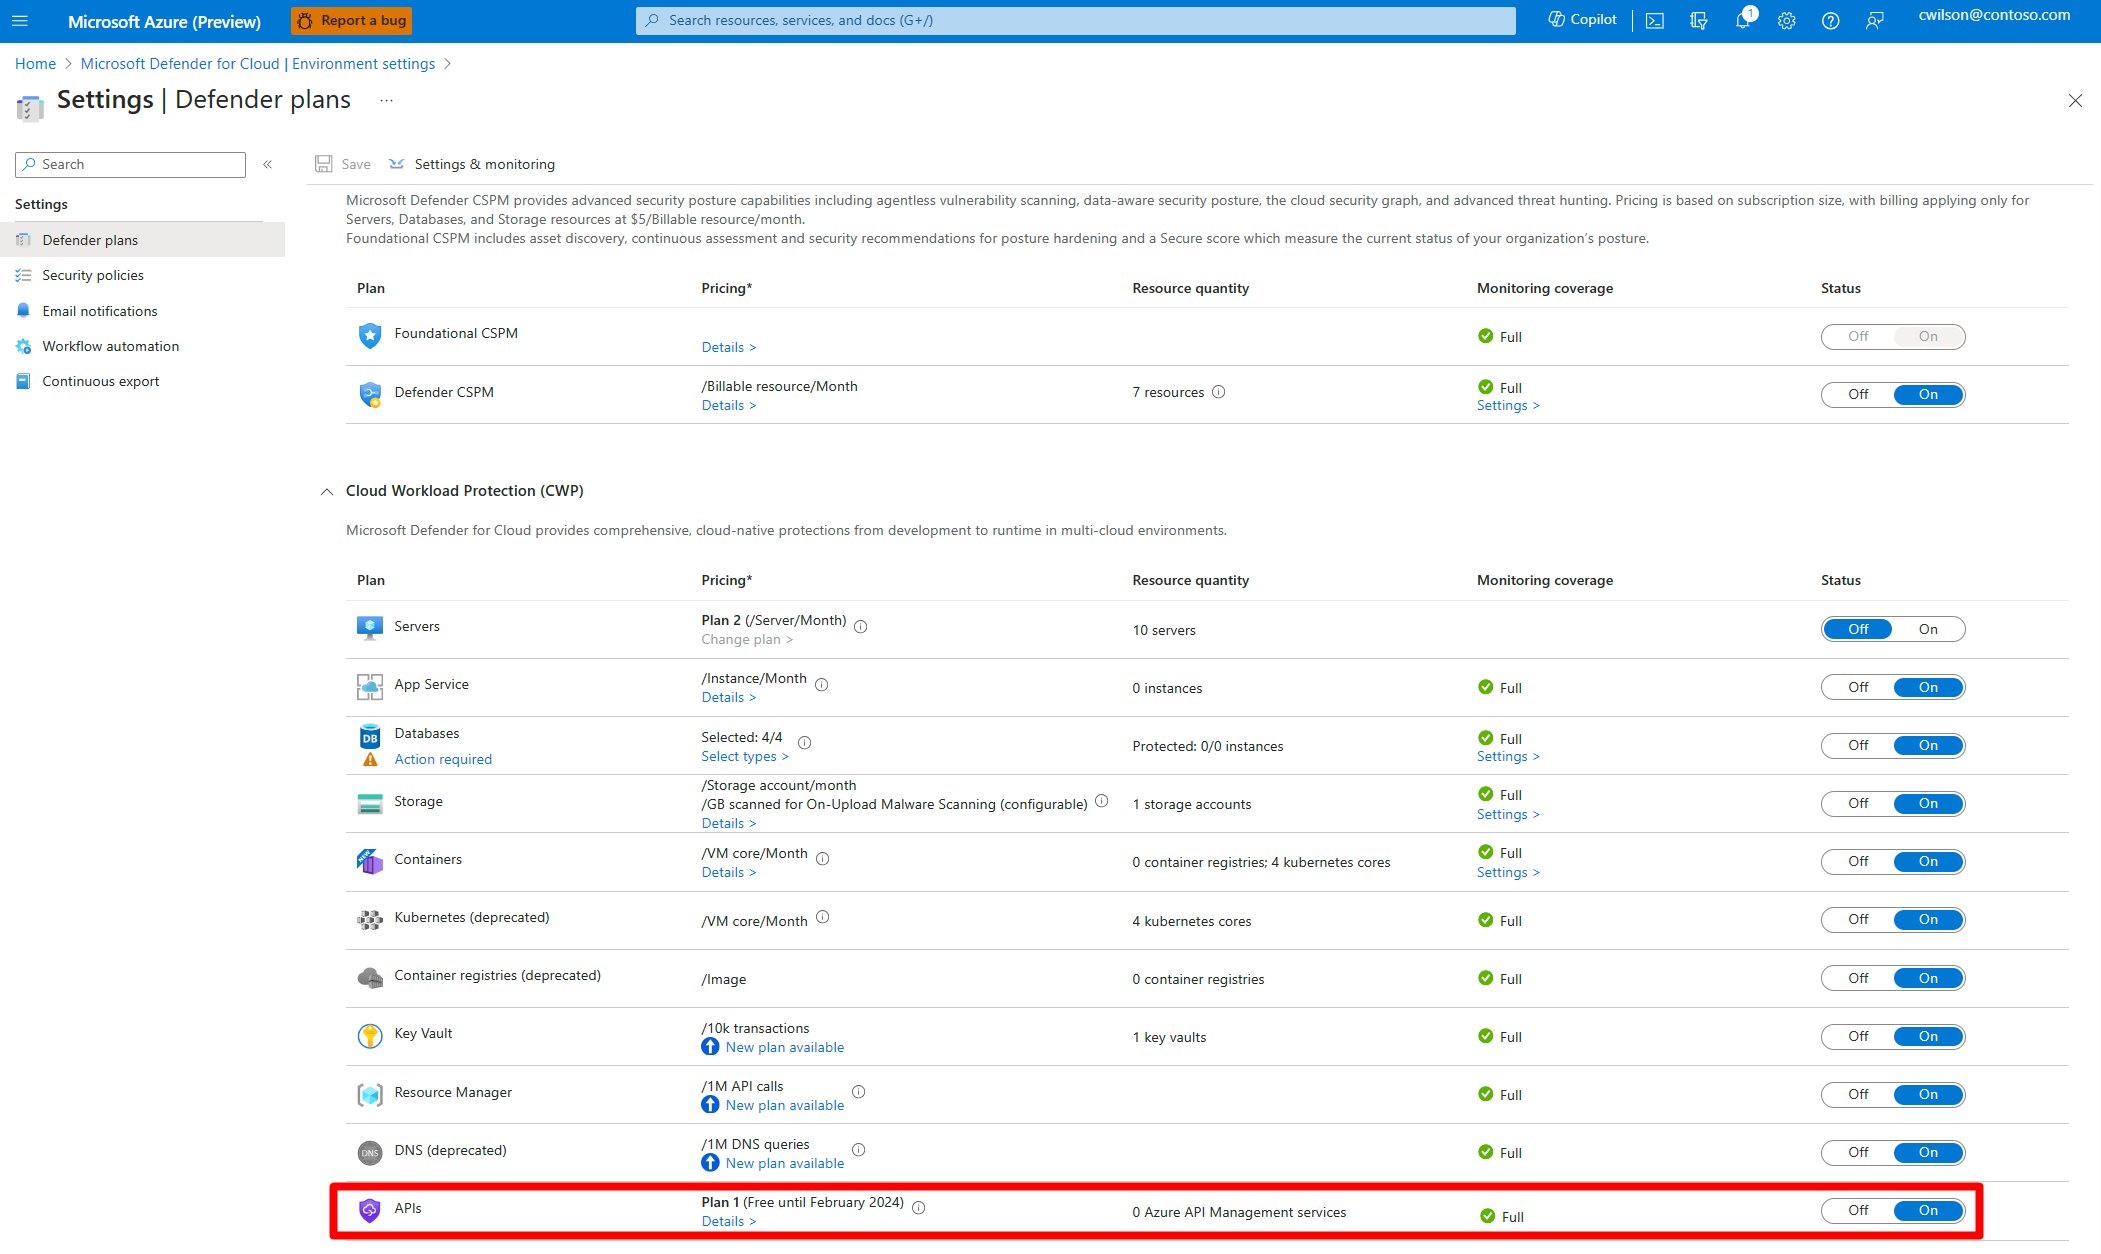 Microsoft Azure (Preview)
Report a bug
Search resources, services, and docs (G+/)
Copilot
1
cwilson@contoso.com
Home > Microsoft Defender for Cloud | Environment settings >
Settings | Defender plans ...
Search
«
Save
Settings & monitoring
Settings
Defender plans
Security policies
Email notifications
Workflow automation
Continuous export
Microsoft Defender CSPM provides advanced security posture capabilities including agentless vulnerability scanning, data-aware security posture, the cloud security graph, and advanced threat hunting. Pricing is based on subscription size, with billing applying only for
Servers, Databases, and Storage resources at $5/Billable resource/month.
Foundational CSPM includes asset discovery, continuous assessment and security recommendations for posture hardening and a Secure score which measure the current status of your organization's posture.
Plan Pricing* Resource quantity Monitoring coverage Status
Foundational CSPM
Details >
Full
Off On
Defender CSPM
/Billable resource/Month
Details >
7 resources
Full
Settings >
Off On
Cloud Workload Protection (CWP)
Microsoft Defender for Cloud provides comprehensive, cloud-native protections from development to runtime in multi-cloud environments.
Plan Pricing* Resource quantity Monitoring coverage Status
Servers
Plan 2 (/Server/Month)
Change plan >
10 servers
Off On
App Service
/Instance/Month
Details >
0 instances
Full
Off On
DB
Databases
Action required
Selected: 4/4
Select types >
Protected: 0/0 instances
Full
Settings >
Off On
Storage
/Storage account/month
/GB scanned for On-Upload Malware Scanning (configurable)
Details >
1 storage accounts
Full
Settings >
Off On
NEW
Containers
/VM core/Month
Details >
0 container registries; 4 kubernetes cores
Full
Settings >
Off On
Kubernetes (deprecated)
/VM core/Month
4 kubernetes cores
Full
Off On
Container registries (deprecated)
/Image
0 container registries
Full
Off On
Key Vault
/10k transactions
New plan available
1 key vaults
Full
Off On
Resource Manager
/1M API calls
New plan available
Full
Off On
DNS
DNS (deprecated)
/1M DNS queries
New plan available
Full
Off On
APIs
Plan 1 (Free until February 2024)
Details >
0 Azure API Management services
Full
Off On